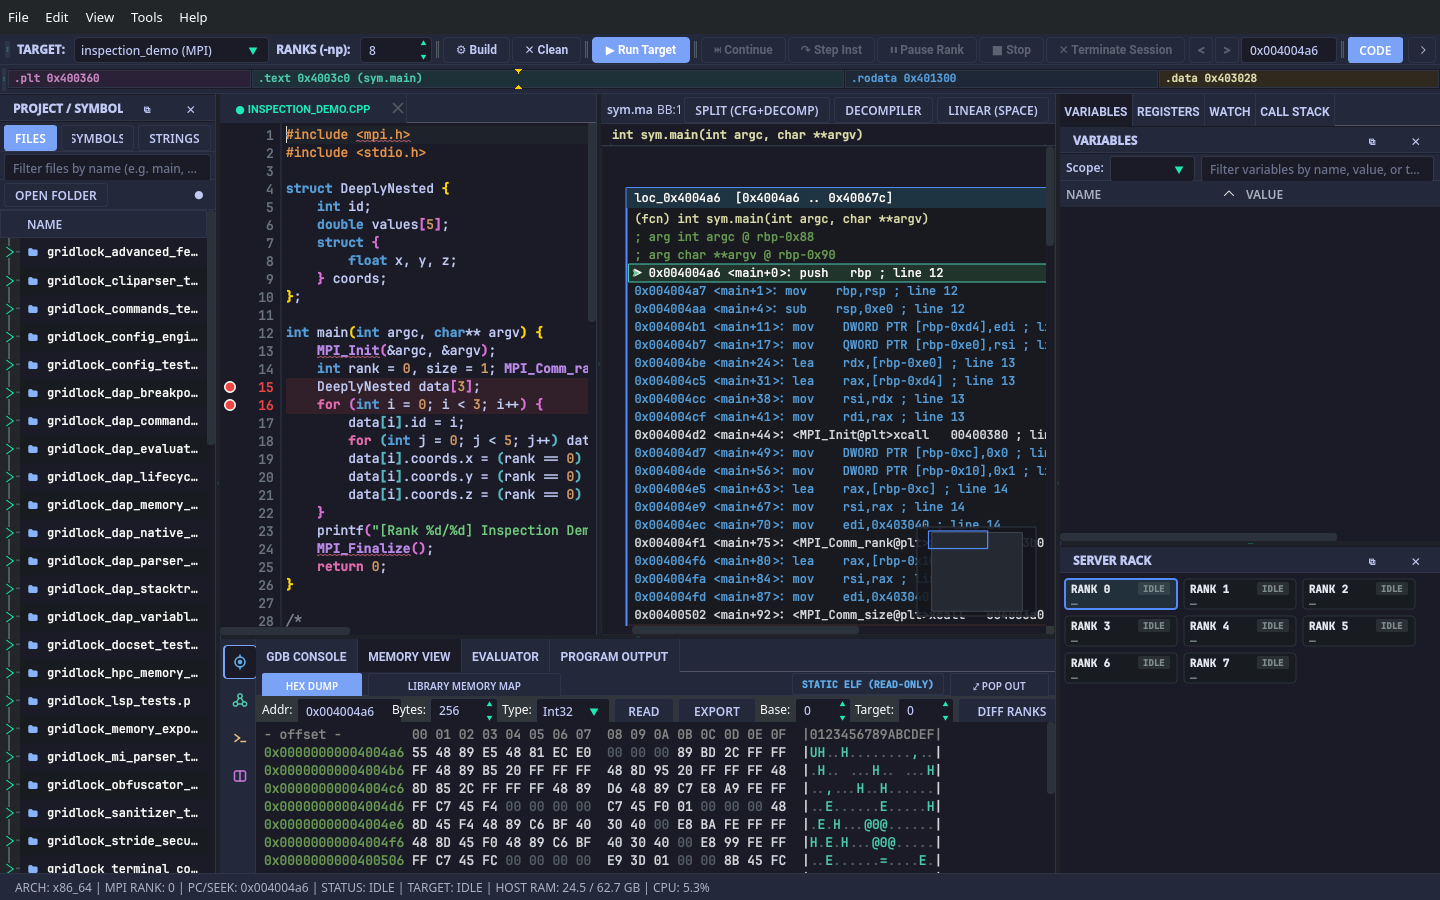 File Edit View Tools Help
TARGET: inspection_demo (MPI) RANKS (-np): 8 Build Clean Run Target Continue Step Inst Pause Rank Stop Terminate Session < > 0x004004a6 CODE
.plt 0x400360 .text 0x4003c0 (sym.main) .rodata 0x401300 .data 0x403028
PROJECT / SYMBOL
FILES SYMBOLS STRINGS
Filter files by name (e.g. main, ...
OPEN FOLDER
NAME
gridlock_advanced_fe…
gridlock_cliparser_t…
gridlock_commands_te…
gridlock_config_engi…
gridlock_config_test…
gridlock_dap_breakpo…
gridlock_dap_command…
gridlock_dap_evaluat…
gridlock_dap_lifecyc…
gridlock_dap_memory_…
gridlock_dap_native_…
gridlock_dap_parser_…
gridlock_dap_stacktr…
gridlock_dap_variabl…
gridlock_docset_test…
gridlock_hpc_memory_…
gridlock_lsp_tests.p
gridlock_memory_expo…
gridlock_mi_parser_t…
gridlock_obfuscator_…
gridlock_sanitizer_t…
gridlock_stride_secu…
gridlock_terminal_co…
INSPECTION_DEMO.CPP
1 #include <mpi.h>
2 #include <stdio.h>
3
4 struct DeeplyNested {
5 int id;
6 double values[5];
7 struct {
8 float x, y, z;
9 } coords;
10 };
11
12 int main(int argc, char** argv) {
13 MPI_Init(&argc, &argv);
14 int rank = 0, size = 1; MPI_Comm_ra
15 DeeplyNested data[3];
16 for (int i = 0; i < 3; i++) {
17 data[i].id = i;
18 for (int j = 0; j < 5; j++) dat
19 data[i].coords.x = (rank == 0)
20 data[i].coords.y = (rank == 0)
21 data[i].coords.z = (rank == 0)
22 }
23 printf("[Rank %d/%d] Inspection Dem
24 MPI_Finalize();
25 return 0;
26 }
27
28 /*
sym.ma BB:1 SPLIT (CFG+DECOMP) DECOMPILER LINEAR (SPACE)
int sym.main(int argc, char **argv)
loc_0x4004a6 [0x4004a6 .. 0x40067c]
(fcn) int sym.main(int argc, char **argv)
; arg int argc @ rbp-0x88
; arg char **argv @ rbp-0x90
0x004004a6 <main+0>: push rbp ; line 12
0x004004a7 <main+1>: mov rbp,rsp ; line 12
0x004004aa <main+4>: sub rsp,0xe0 ; line 12
0x004004b1 <main+11>: mov DWORD PTR [rbp-0xd4],edi ; li
0x004004b7 <main+17>: mov QWORD PTR [rbp-0xe0],rsi ; li
0x004004be <main+24>: lea rdx,[rbp-0xe0] ; line 13
0x004004c5 <main+31>: lea rax,[rbp-0xd4] ; line 13
0x004004cc <main+38>: mov rsi,rdx ; line 13
0x004004cf <main+41>: mov rdi,rax ; line 13
0x004004d2 <main+44>: <MPI_Init@plt>xcall 00400380 ; lin
0x004004d7 <main+49>: mov DWORD PTR [rbp-0xc],0x0 ; line
0x004004de <main+56>: mov DWORD PTR [rbp-0x10],0x1 ; li
0x004004e5 <main+63>: lea rax,[rbp-0xc] ; line 14
0x004004e9 <main+67>: mov rsi,rax ; line 14
0x004004ec <main+70>: mov edi,0x403040 ; line 14
0x004004f1 <main+75>: <MPI_Comm_rank@plt>
0x004004f6 <main+80>: lea rax,[rbp-0x1
0x004004fa <main+84>: mov rsi,rax ; l
0x004004fd <main+87>: mov edi,0x40304
0x00400502 <main+92>: <MPI_Comm_size@plt>xcall 004003a0
VARIABLES REGISTERS WATCH CALL STACK
VARIABLES
Scope: Filter variables by name, value, or t...
NAME VALUE
SERVER RACK
RANK 0 IDLE RANK 1 IDLE RANK 2 IDLE
— — —
RANK 3 IDLE RANK 4 IDLE RANK 5 IDLE
— — —
RANK 6 IDLE RANK 7 IDLE
— —
GDB CONSOLE MEMORY VIEW EVALUATOR PROGRAM OUTPUT
HEX DUMP LIBRARY MEMORY MAP STATIC ELF (READ-ONLY) POP OUT
Addr: 0x004004a6 Bytes: 256 Type: Int32 READ EXPORT Base: 0 Target: 0 DIFF RANKS
- offset - 00 01 02 03 04 05 06 07 08 09 0A 0B 0C 0D 0E 0F |0123456789ABCDEF|
0x00000000004004a6 55 48 89 E5 48 81 EC E0 00 00 00 89 BD 2C FF FF |UH..H........,..|
0x00000000004004b6 FF 48 89 B5 20 FF FF FF 48 8D 95 20 FF FF FF 48 |.H.. ...H.. ...H|
0x00000000004004c6 8D 85 2C FF FF FF 48 89 D6 48 89 C7 E8 A9 FE FF |..,...H..H......|
0x00000000004004d6 FF C7 45 F4 00 00 00 00 C7 45 F0 01 00 00 00 48 |..E......E.....H|
0x00000000004004e6 8D 45 F4 48 89 C6 BF 40 30 40 00 E8 BA FE FF FF |.E.H...@0@......|
0x00000000004004f6 48 8D 45 F0 48 89 C6 BF 40 30 40 00 E8 99 FE FF |H.E.H...@0@.....|
0x0000000000400506 FF C7 45 FC 00 00 00 00 E9 3D 01 00 00 8B 45 FC |..E......=....E.|
ARCH: x86_64 | MPI RANK: 0 | PC/SEEK: 0x004004a6 | STATUS: IDLE | TARGET: IDLE | HOST RAM: 24.5 / 62.7 GB | CPU: 5.3%